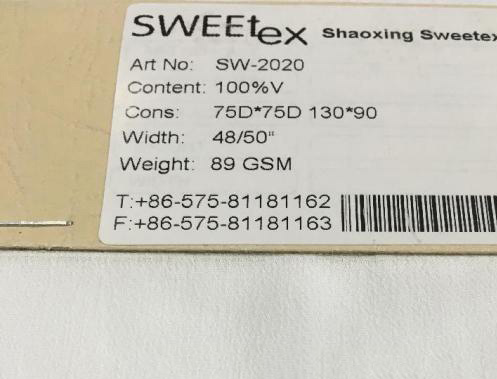 SWEEtex Shaoxing Sweetex
Art No: SW-2020
Content: 100%V
Cons: 75D*75D 130*90
Width: 48/50"
Weight: 89 GSM
T:+86-575-81181162
F:+86-575-81181163